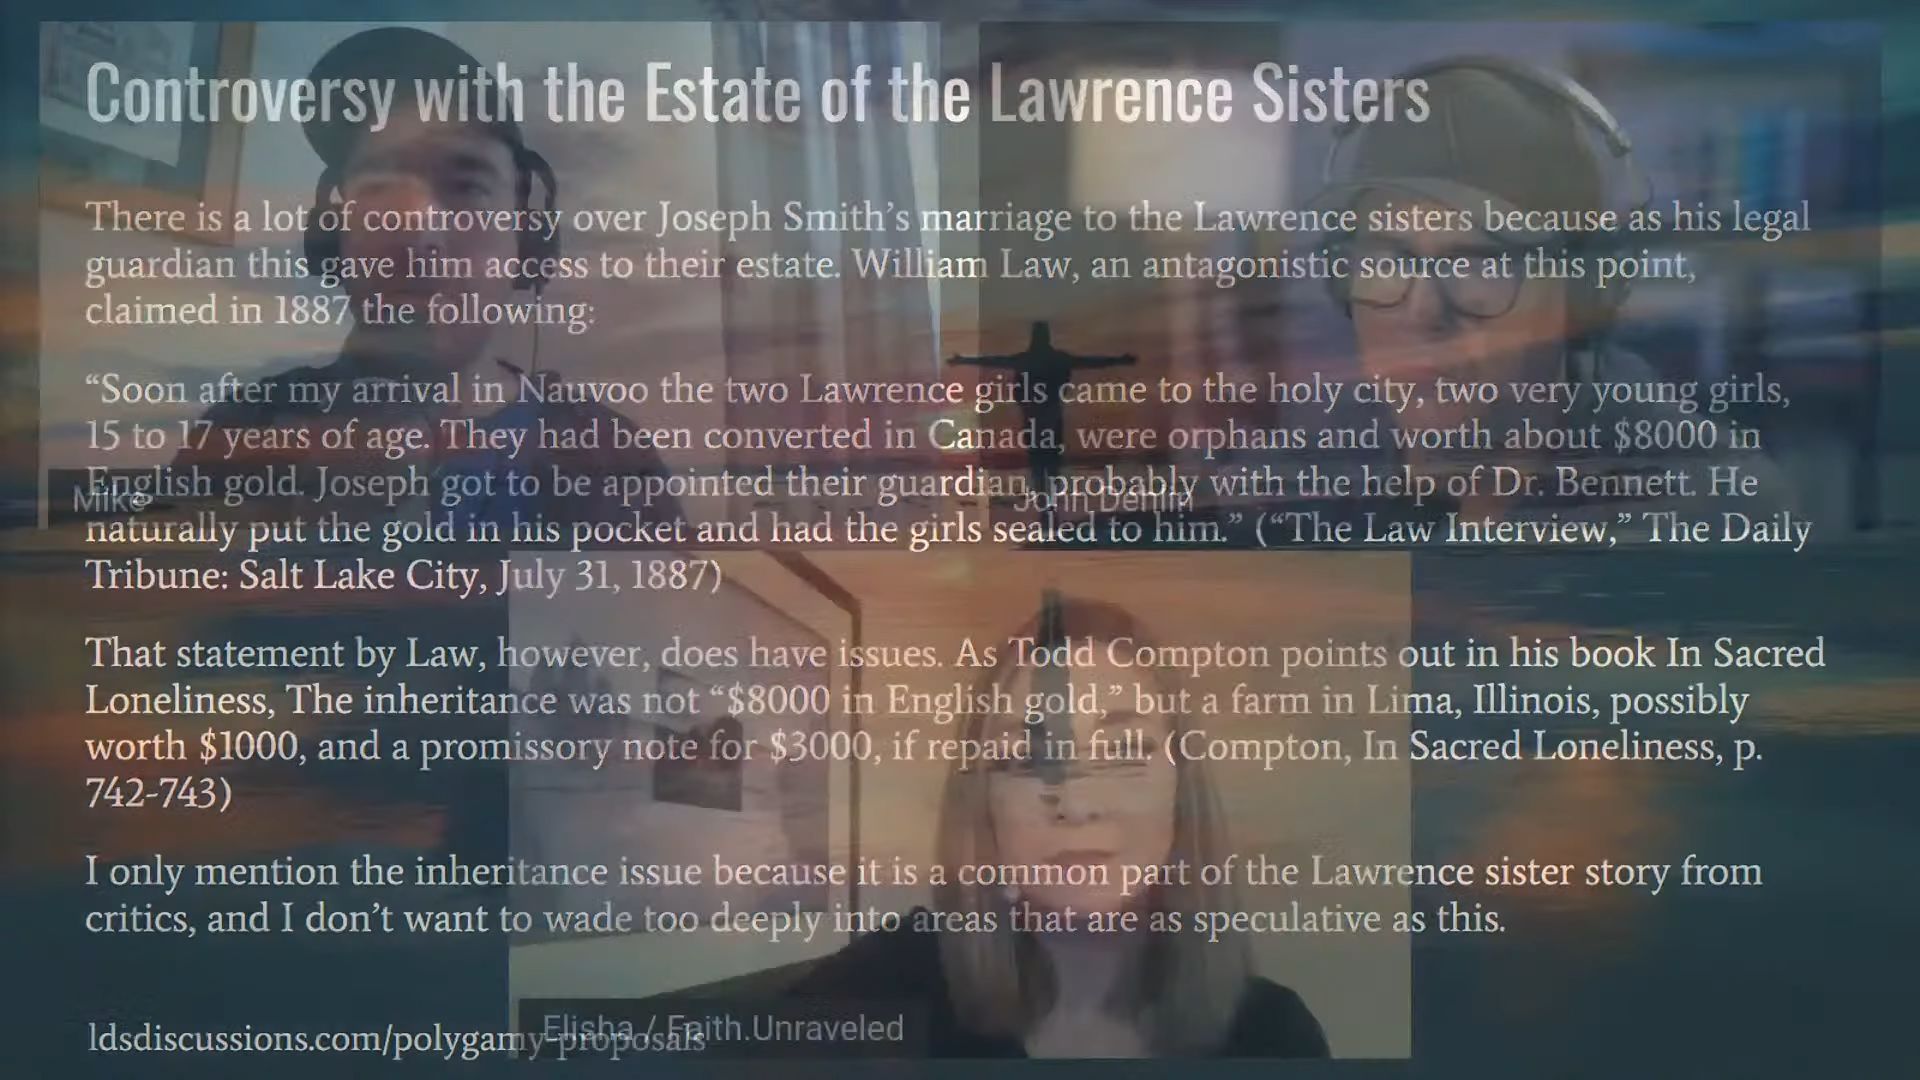 Controversy with the Estate of the Lawrence Sisters
There is a lot of controversy over Joseph Smith’s marriage to the Lawrence sisters because as his legal
guardian this gave him access to their estate. William Law, an antagonistic source at this point,
claimed in 1887 the following:
“Soon after my arrival in Nauvoo the two Lawrence girls came to the holy city, two very young girls,
15 to 17 years of age. They had been converted in Canada, were orphans and worth about $8000 in
English gold. Joseph got to be appointed their guardian, probably with the help of Dr. Bennett. He
Mike
John Dehlin
naturally put the gold in his pocket and had the girls sealed to him.” (“The Law Interview,” The Daily
Tribune: Salt Lake City, July 31, 1887)
That statement by Law, however, does have issues. As Todd Compton points out in his book In Sacred
Loneliness, The inheritance was not “$8000 in English gold,” but a farm in Lima, Illinois, possibly
worth $1000, and a promissory note for $3000, if repaid in full. (Compton, In Sacred Loneliness, p.
742-743)
I only mention the inheritance issue because it is a common part of the Lawrence sister story from
critics, and I don’t want to wade too deeply into areas that are as speculative as this.
Elisha / Faith.Unraveled
ldsdiscussions.com/polygamy-proposals